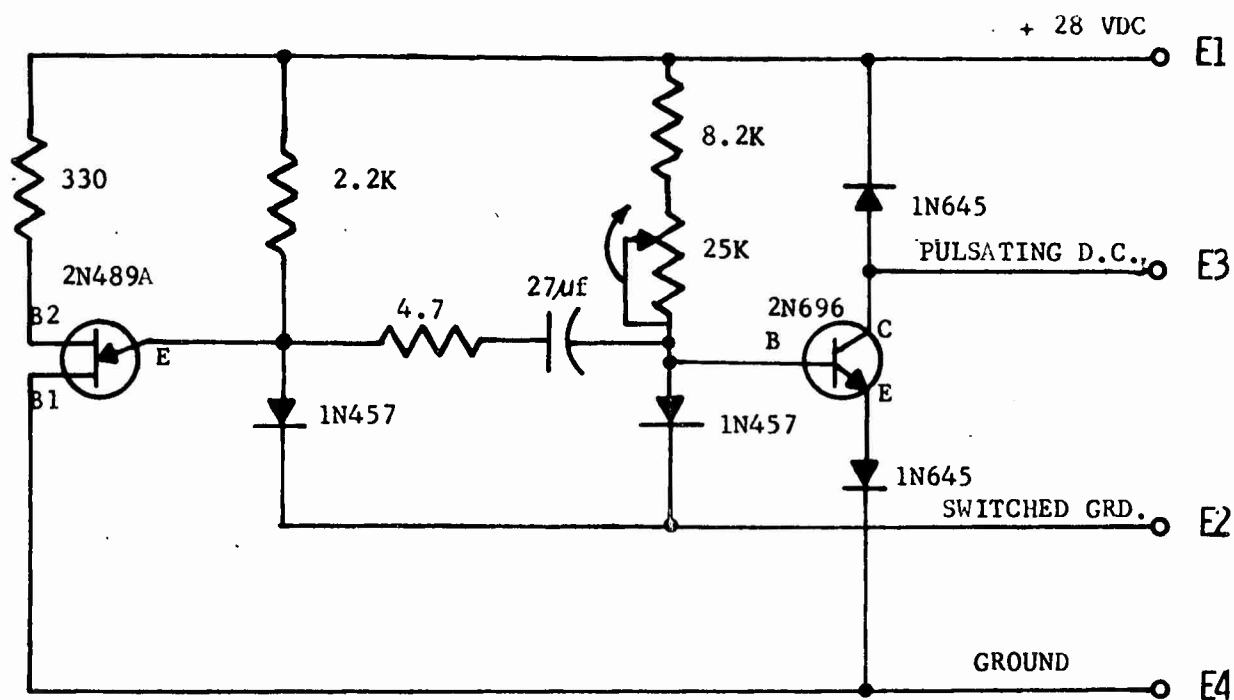 + 28 VDC
E1
330
2.2K
8.2K
25K
1N645
PULSATING D.C.
E3
2N489A
B2
E
B1
4.7
27µf
2N696
B
C
E
1N457
1N457
1N645
SWITCHED GRD.
E2
GROUND
E4